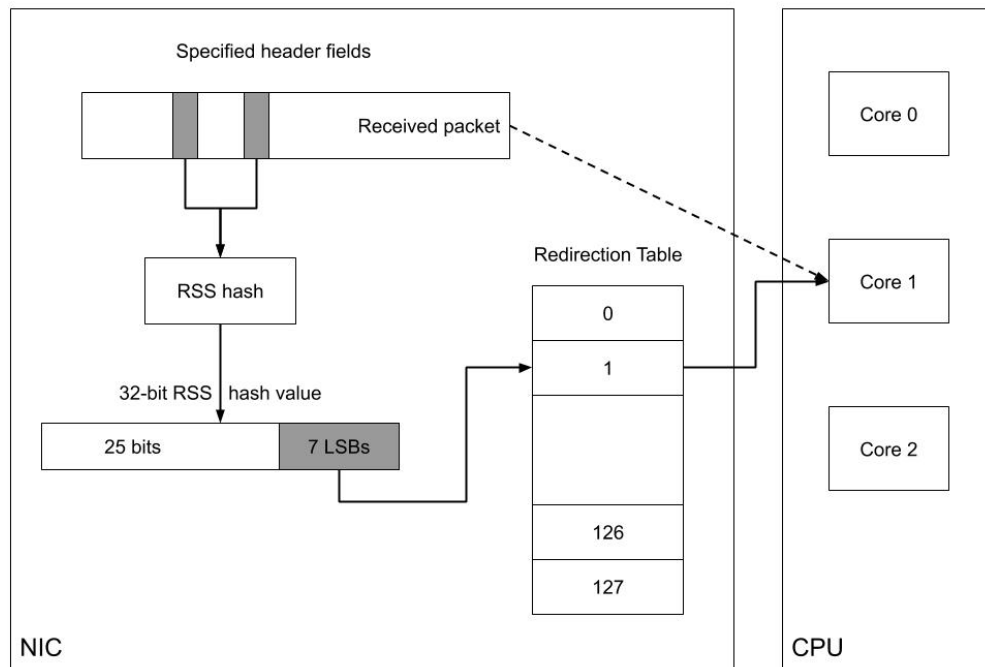 Specified header fields
Received packet
RSS hash
32-bit RSS hash value
25 bits
7 LSBs
Redirection Table
0
1
126
127
NIC
Core 0
Core 1
Core 2
CPU